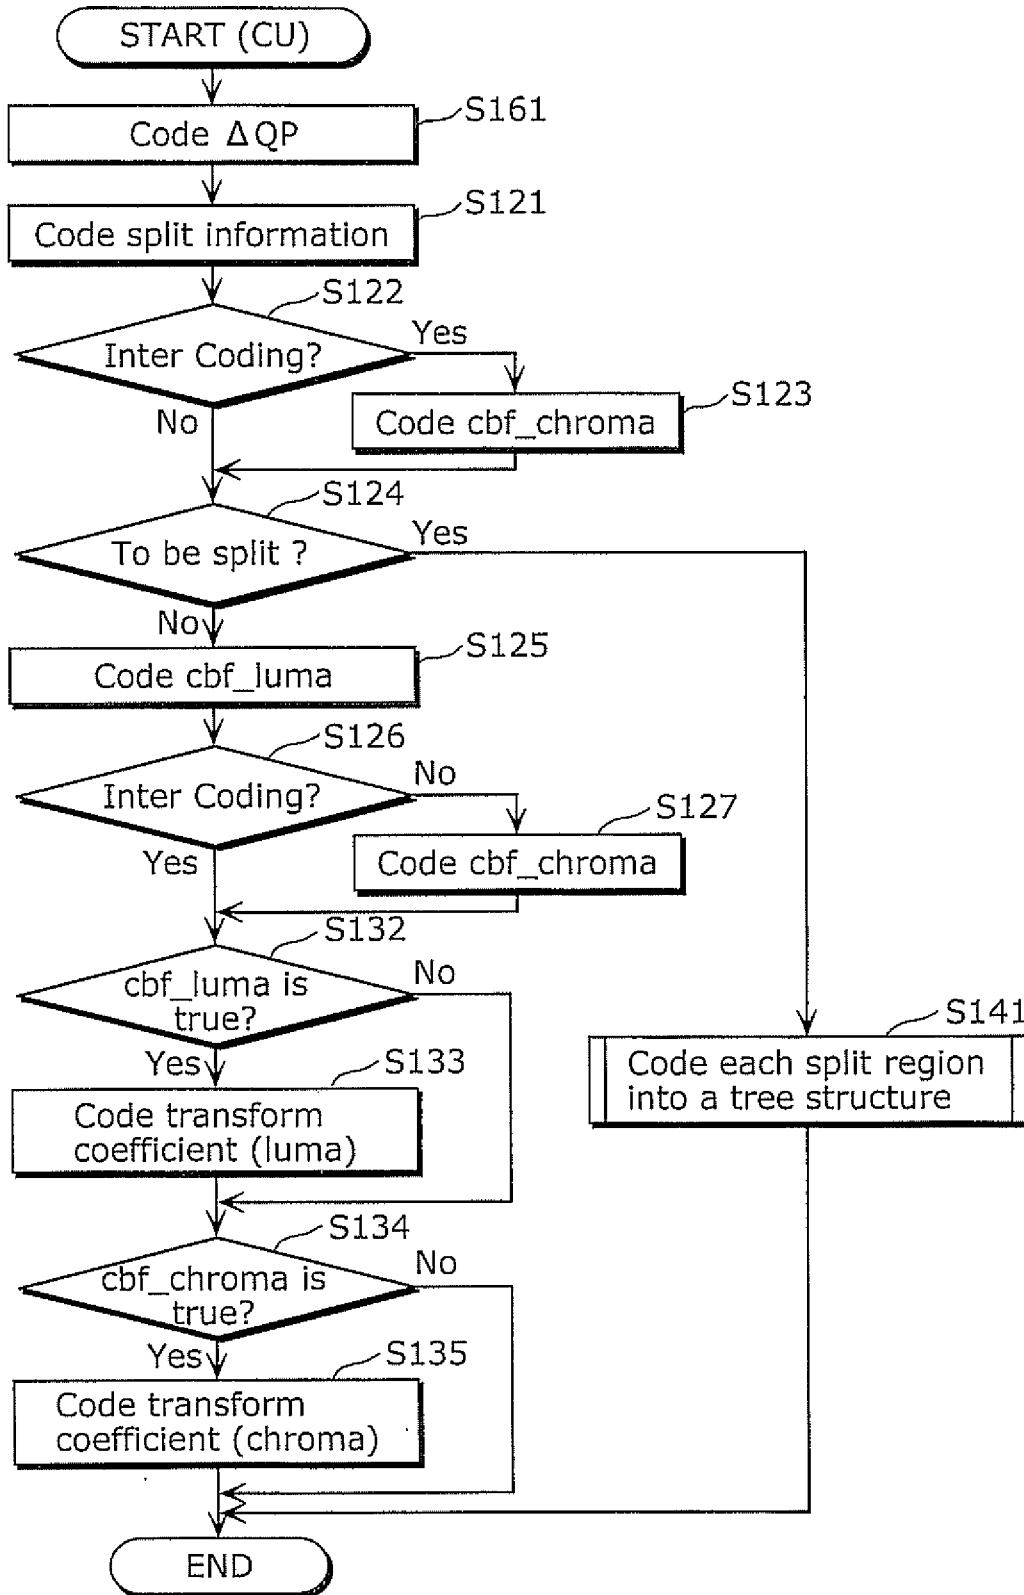 START (CU)
S161
Code ΔQP
S121
Code split information
S122
Inter Coding?
Yes
No
S123
Code cbf_chroma
S124
To be split ?
Yes
No
S125
Code cbf_luma
S126
Inter Coding?
No
Yes
S127
Code cbf_chroma
S132
cbf_luma is
true?
No
Yes
S133
Code transform
coefficient (luma)
S141
Code each split region
into a tree structure
S134
cbf_chroma is
true?
No
Yes
S135
Code transform
coefficient (chroma)
END